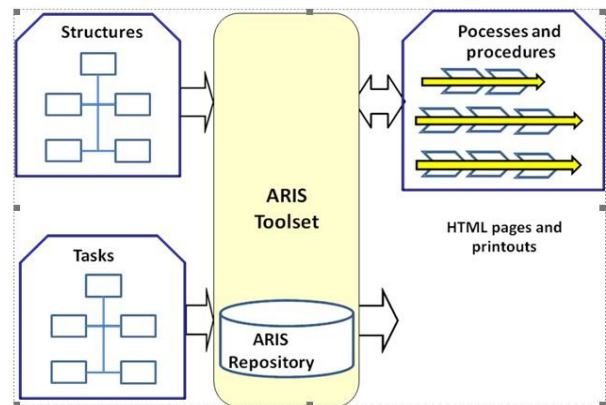 Structures
Tasks
ARIS
Toolset
ARIS
Repository
Pocesses and
procedures
HTML pages and
printouts